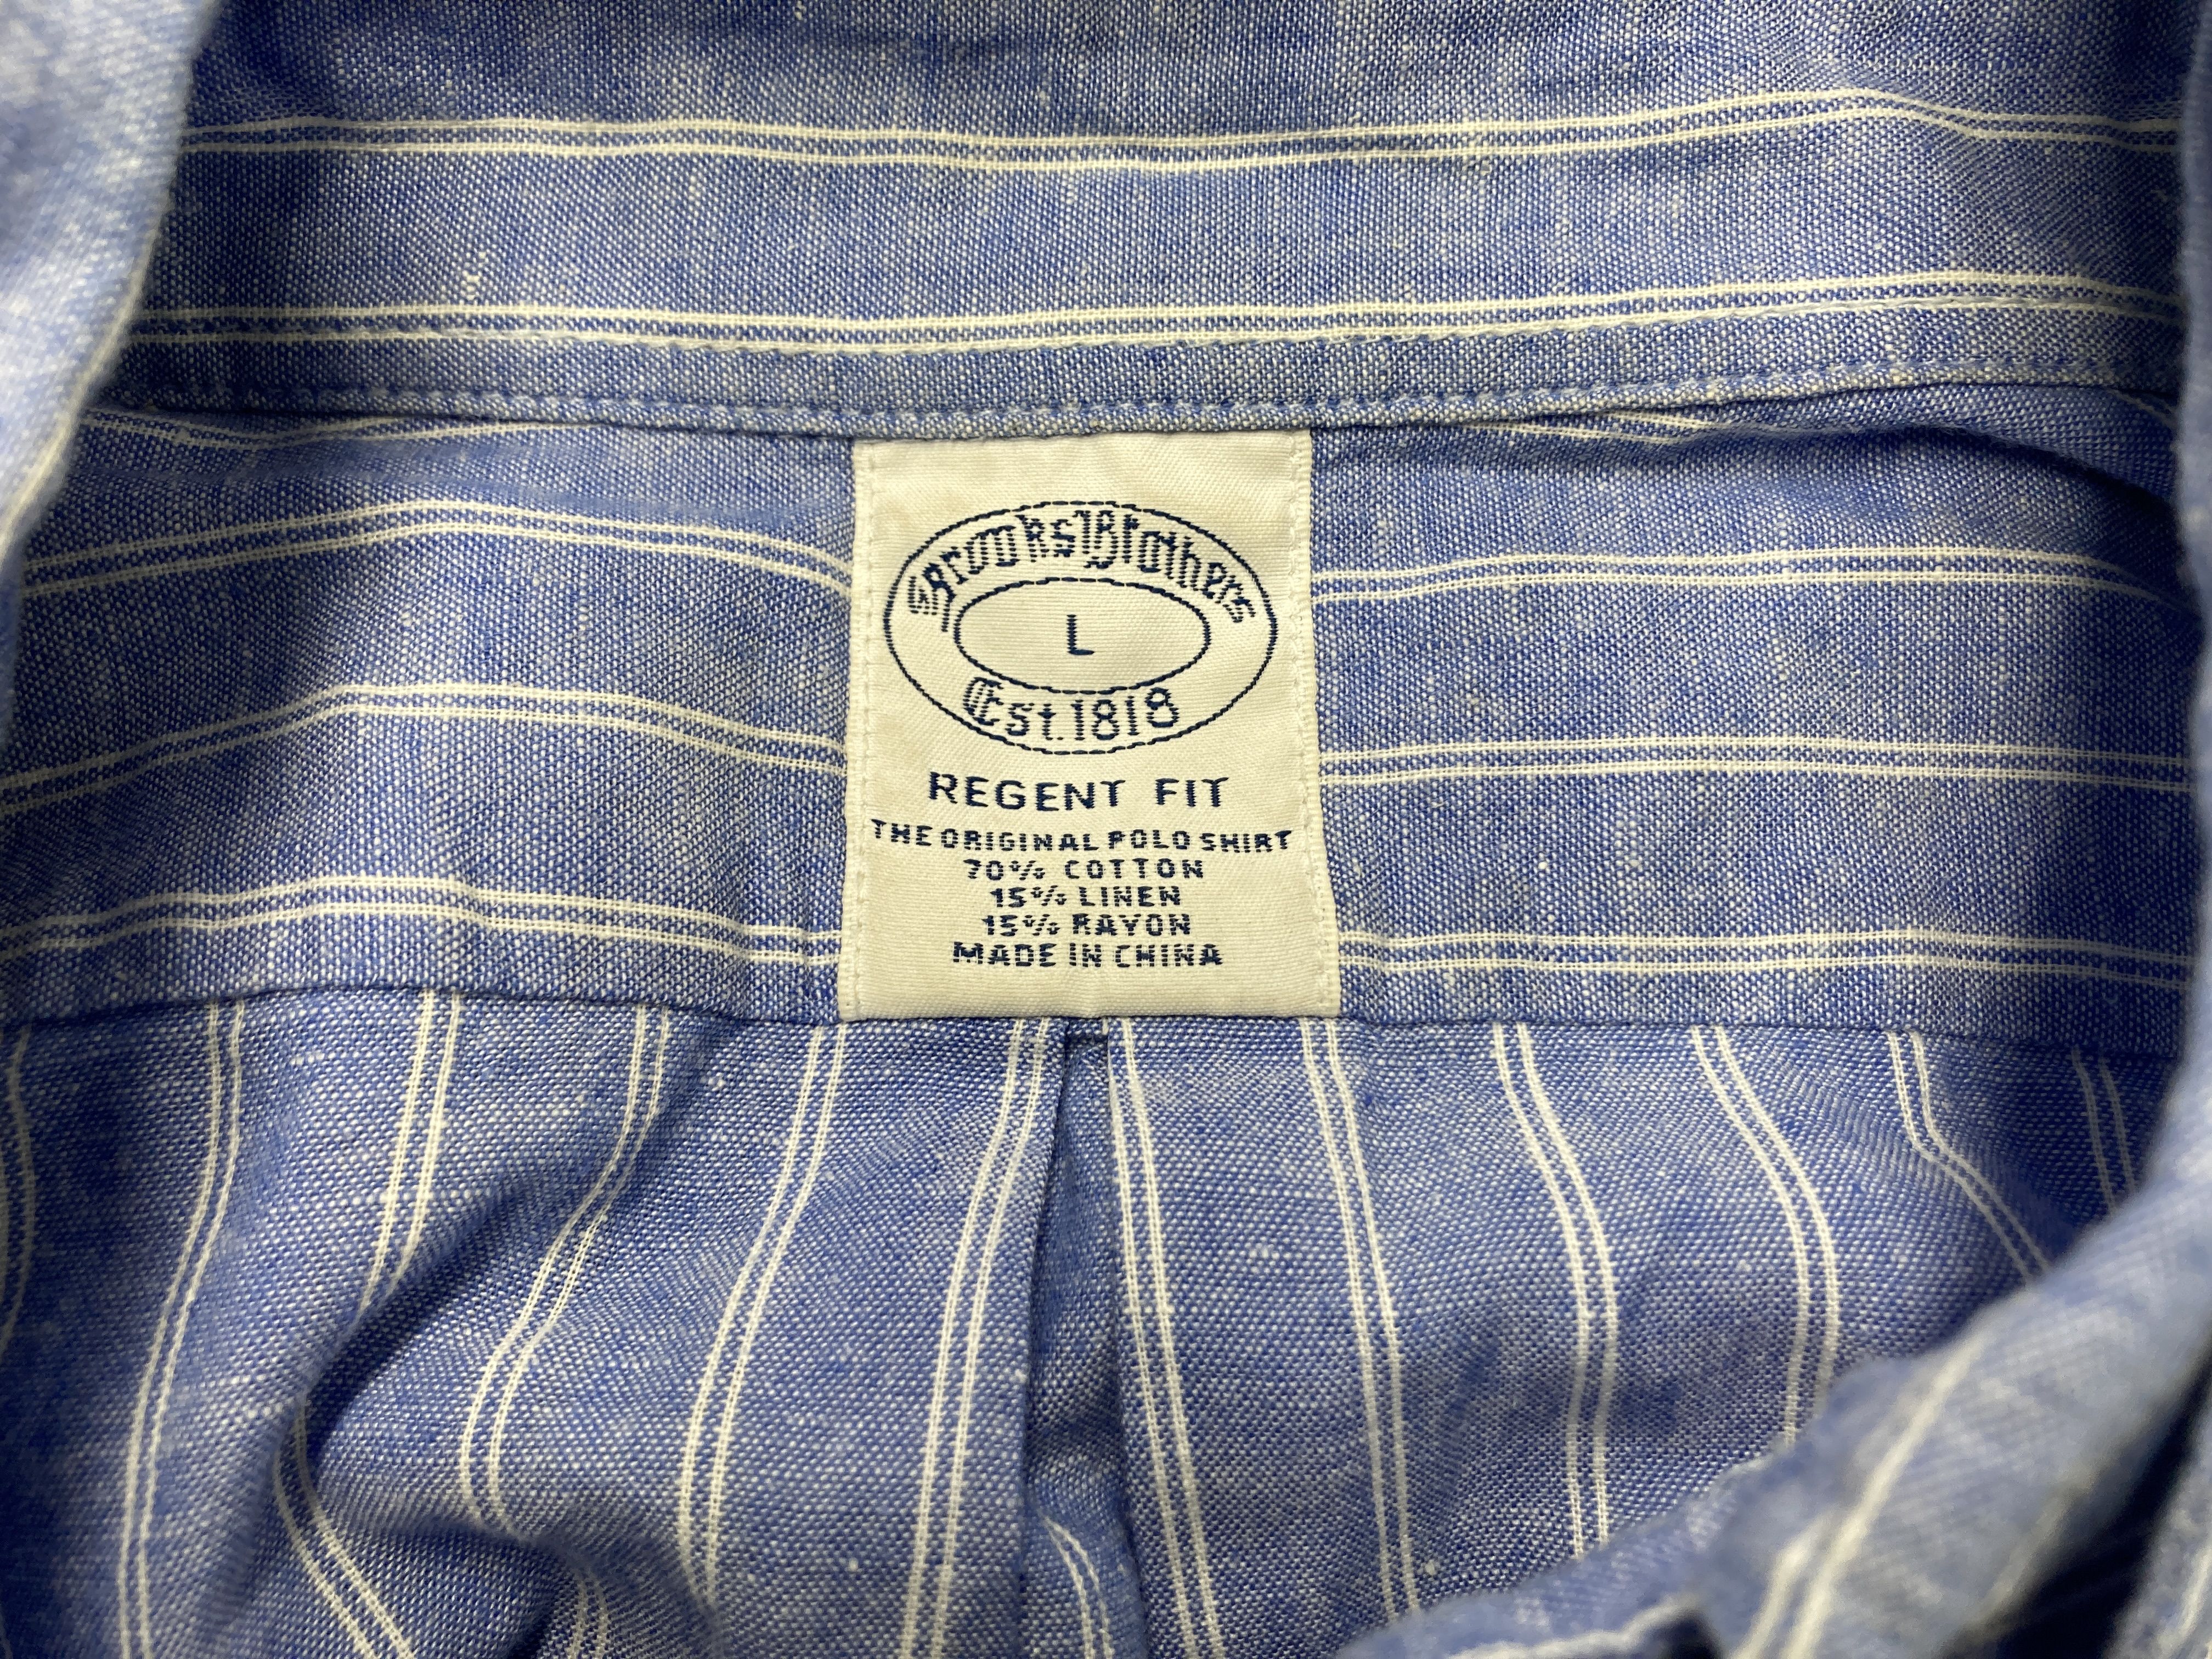 Brooks Brothers
L
Est. 1818
REGENT FIT
THE ORIGINAL POLO SHIRT
70% COTTON
15% LINEN
15% RAYON
MADE IN CHINA